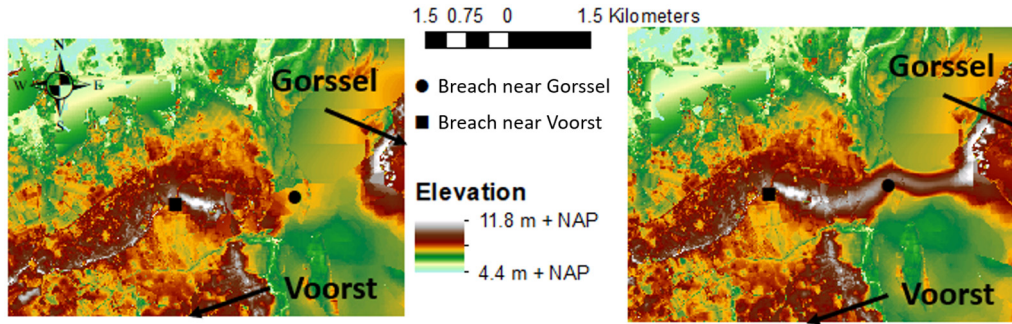 1.5 0.75 0 1.5 Kilometers
N
W E
N
Gorssel
Voorst
Breach near Gorssel
Breach near Voorst
Elevation
11.8 m + NAP
4.4 m + NAP
Gorssel
Voorst